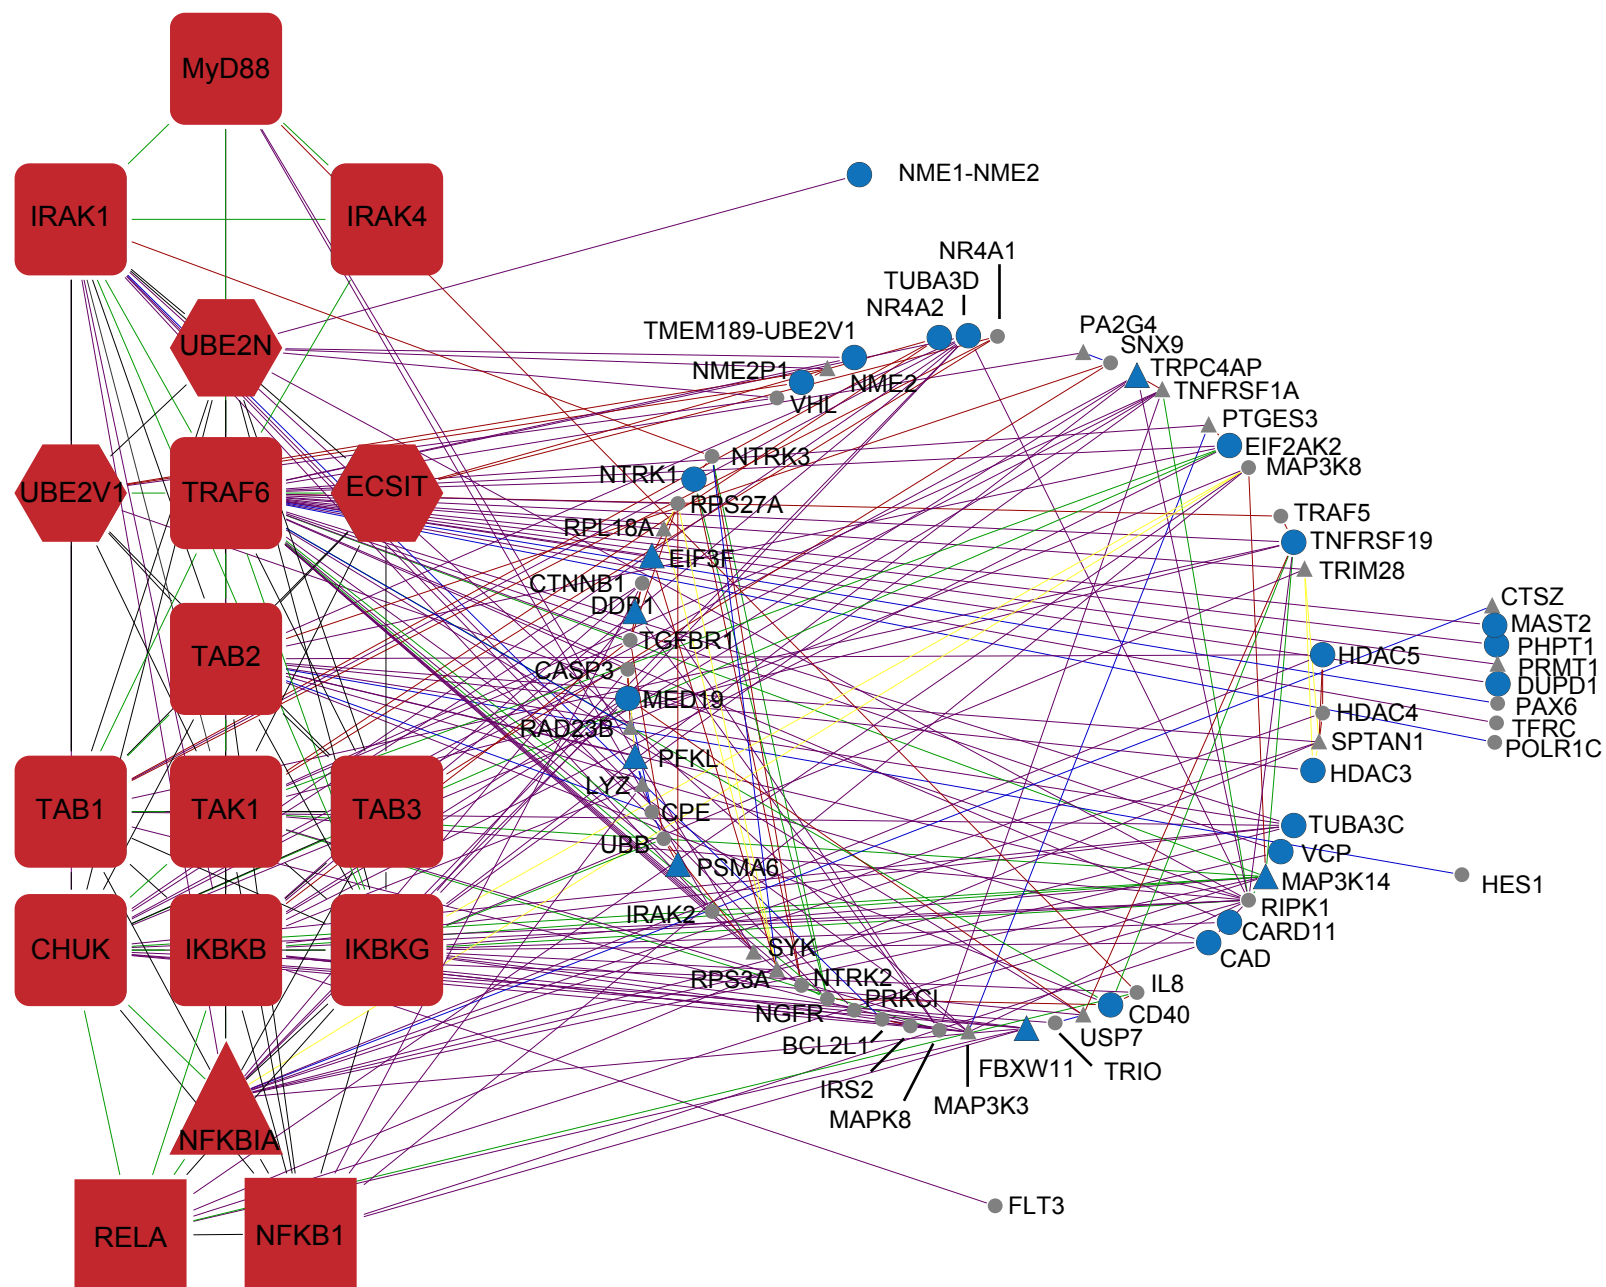 MyD88
IRAK1
IRAK4
NME1-NME2
NR4A1
TUBA3D
NR4A2
TMEM189-UBE2V1
UBE2N
NME2P1
NME2
VHL
PA2G4
SNX9
TRPC4AP
TNFRSF1A
PTGES3
EIF2AK2
MAP3K8
NTRK3
NTRK1
UBE2V1
TRAF6
ECSIT
RPS27A
RPL18A
EIF3F
TRAF5
TNFRSF19
TRIM28
CTNNB1
DDB1
TGFBR1
CASP3
CTSZ
MAST2
PHPT1
PRMT1
DUPD1
PAX6
TFRC
POLR1C
TAB2
HDAC5
MED19
RAD23B
HDAC4
SPTAN1
HDAC3
PFKL
LYZ
CPE
TAB1
TAK1
TAB3
TUBA3C
UBB
VCP
PSMA6
MAP3K14
HES1
RIPK1
IRAK2
CARD11
CHUK
IKBKB
IKBKG
SYK
CAD
RPS3A
NTRK2
IL8
PRKCI
NGFR
CD40
USP7
BCL2L1
FBXW11
TRIO
IRS2
MAP3K3
MAPK8
NFKBIA
FLT3
RELA
NFKB1